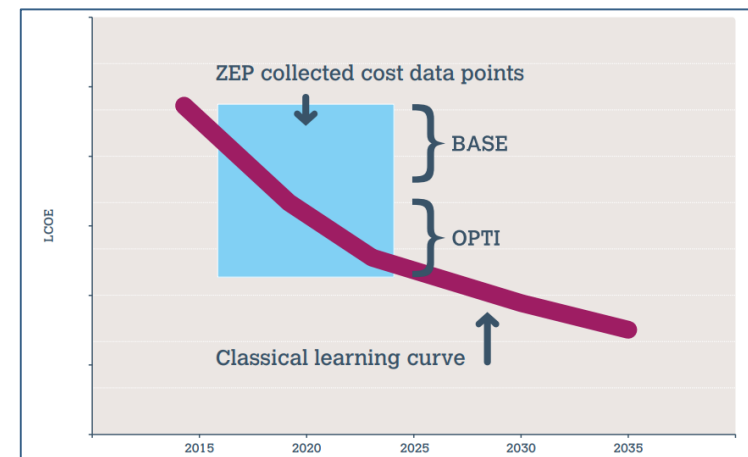 ZEP collected cost data points
BASE
LCOE
OPTI
Classical learning curve
2015 2020 2025 2030 2035